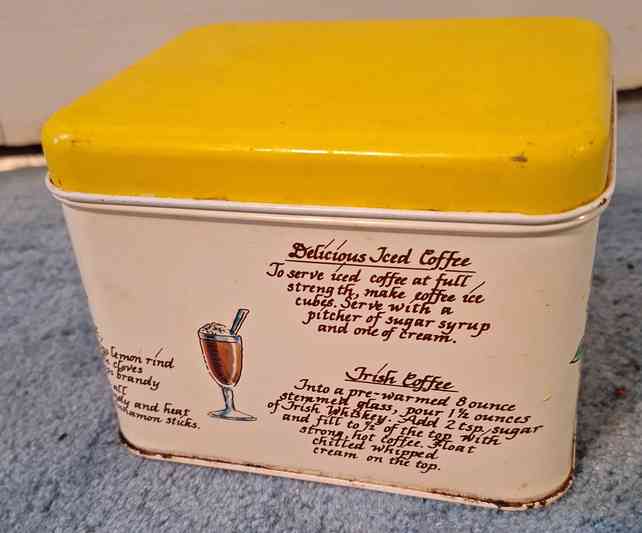 Delicious Iced Coffee
To serve iced coffee at full
strength, make coffee ice
cubes. Serve with a
pitcher of sugar syrup
and one of cream.
Irish Coffee
Into a pre-warmed 8 ounce
stemmed glass, pour 1½ ounces
of Irish Whiskey. Add 2 tsp. sugar
and fill to ½ of the top with
strong hot coffee. Float
chilled whipped
cream on the top.
lemon rind
cloves
brandy
all
and heat
sticks.